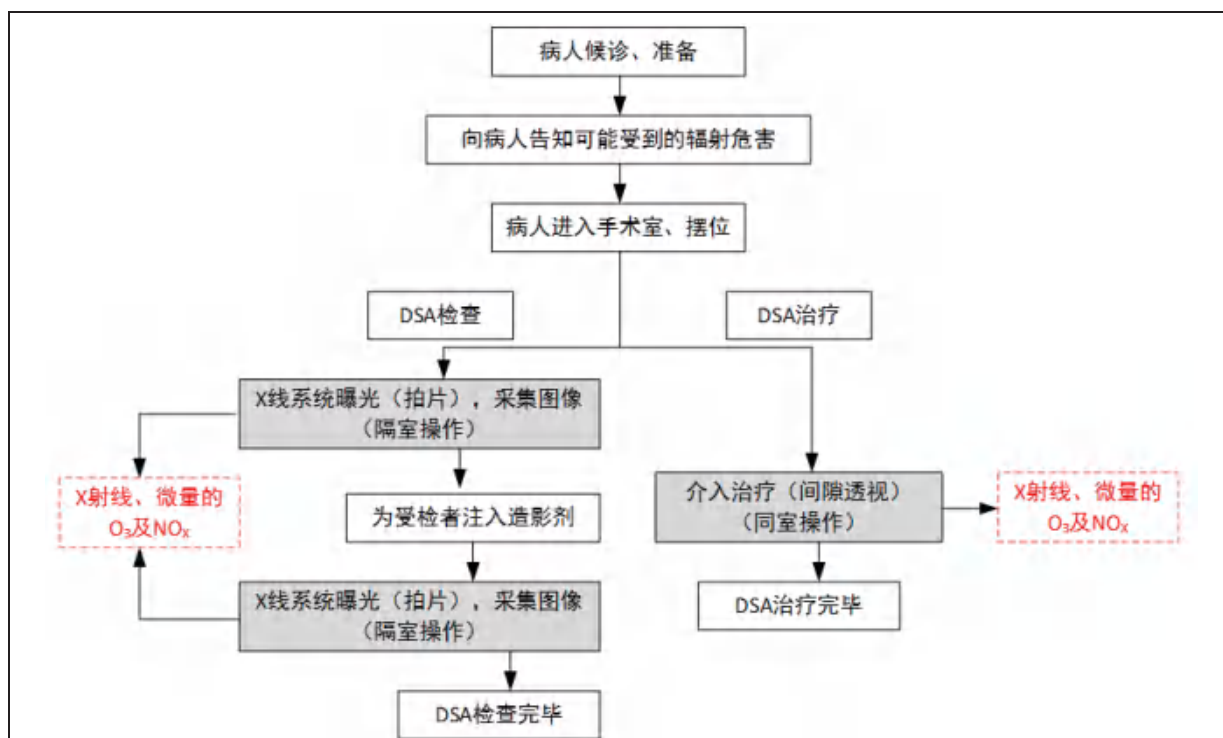 病人候诊、准备
向病人告知可能受到的辐射危害
病人进入手术室、摆位
DSA检查
DSA治疗
X线系统曝光（拍片），采集图像
（隔室操作）
X射线、微量的
O₃及NOₓ
为受检者注入造影剂
介入治疗（间隙透视）
（同室操作）
X射线、微量的
O₃及NOₓ
X线系统曝光（拍片），采集图像
（隔室操作）
DSA治疗完毕
DSA检查完毕